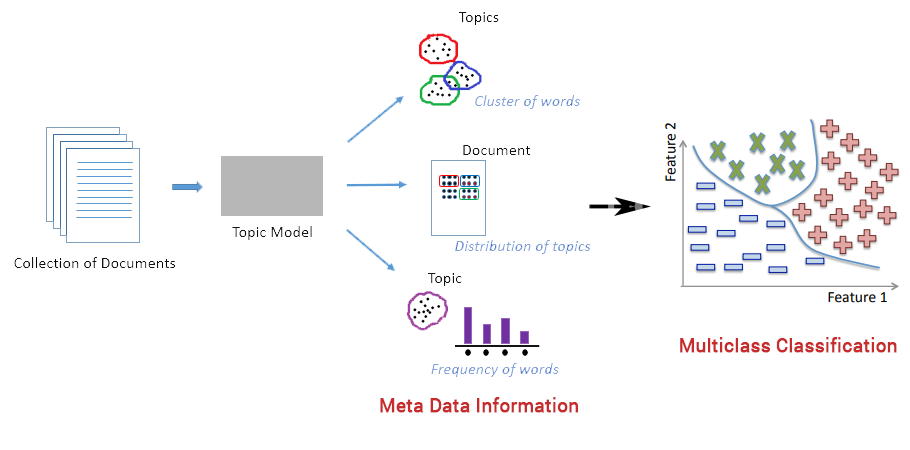 Topics
Cluster of words
Document
Distribution of topics
Topic Model
Collection of Documents
Topic
Frequency of words
Meta Data Information
Feature 2
Feature 1
Multiclass Classification